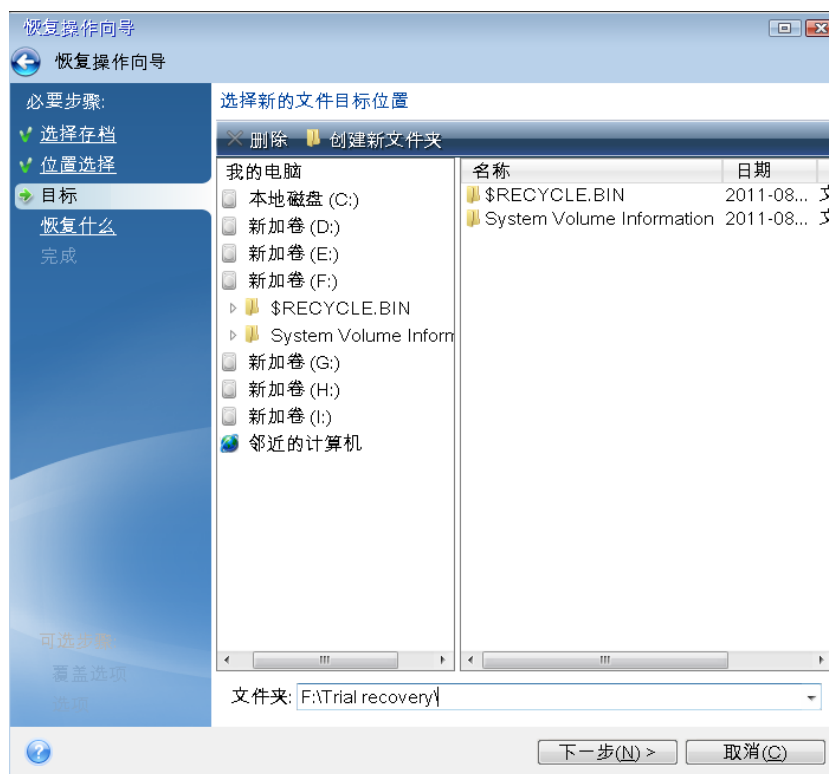 恢复操作向导
恢复操作向导
必要步骤:
选择存档
位置选择
目标
恢复什么
完成
可选步骤
覆盖选项
选项
选择新的文件目标位置
删除 创建新文件夹
我的电脑
本地磁盘 (C:)
新加卷 (D:)
新加卷 (E:)
新加卷 (F:)
$RECYCLE.BIN
System Volume Inform
新加卷 (G:)
新加卷 (H:)
新加卷 (I:)
邻近的计算机
名称 日期
$RECYCLE.BIN 2011-08... 文
System Volume Information 2011-08... 文
文件夹: F:\Trial recovery\
下一步(N) > 取消(C)